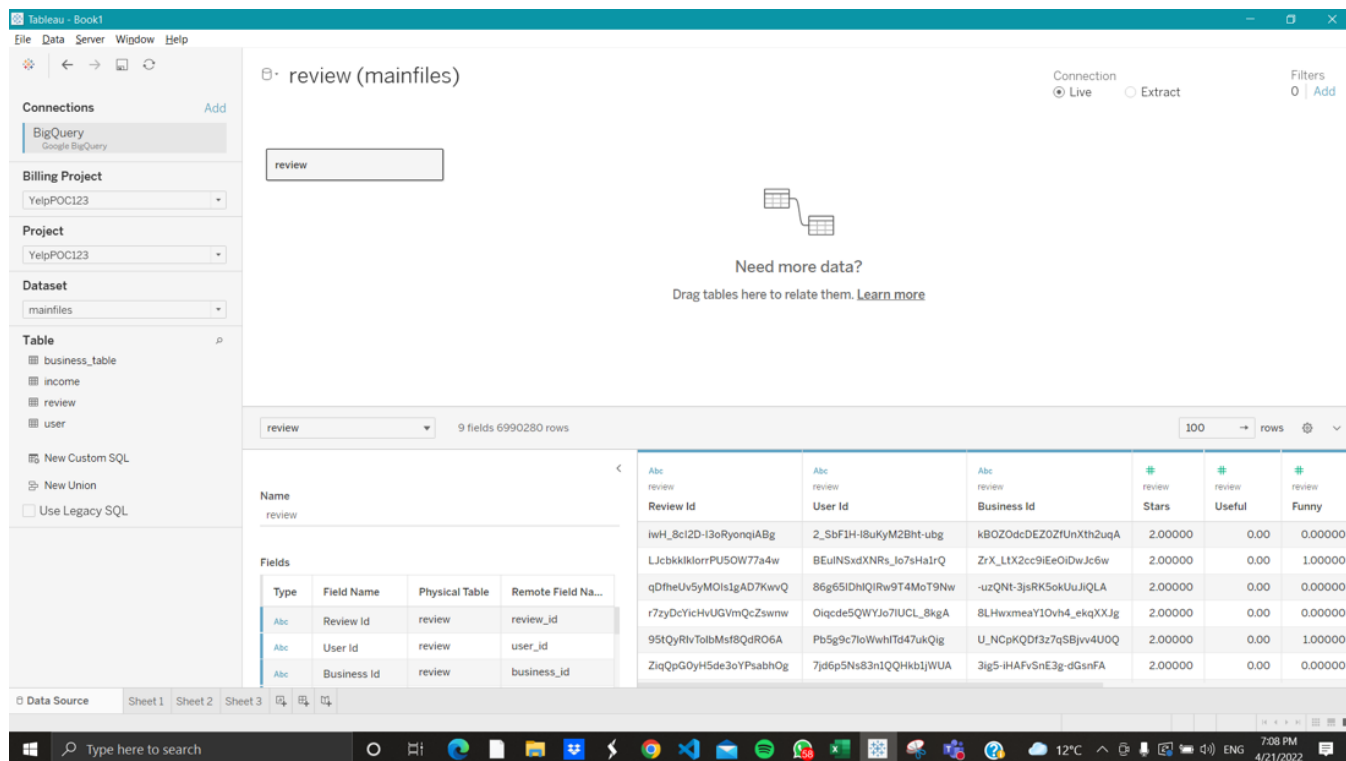 Tableau - Book1
File Data Server Window Help
Connections Add
BigQuery
Google BigQuery
Billing Project
YelpPOC123
Project
YelpPOC123
Dataset
mainfiles
Table
business_table
income
review
user
New Custom SQL
New Union
Use Legacy SQL
review (mainfiles)
Connection
Live Extract
Filters
0 Add
review
Need more data?
Drag tables here to relate them. Learn more
review 9 fields 6990280 rows 100 rows
Name
review
Fields
Type Field Name Physical Table Remote Field Na...
Abc Review Id review review_id
Abc User Id review user_id
Abc Business Id review business_id
Abc Abc Abc # # #
review review review review review review
Review Id User Id Business Id Stars Useful Funny
iwH_8cI2D-I3oRyonqiABg 2_SbF1H-I8uKyM2Bht-ubg kBOZOdcDEZ0ZfUnXth2uqA 2.00000 0.00 0.00000
LJcbkkIklorrPU5OW77a4w BEuINSxdXNRs_Io7sHa1rQ ZrX_LtX2cc9iEeOiDwJc6w 2.00000 0.00 1.00000
qDfheUv5yMOIs1gAD7KwvQ 86g65IDhIQIRw9T4MoT9Nw -uzQNt-3jsRK5okUuJiQLA 2.00000 0.00 0.00000
r7zyDcYicHvUGVmQcZswnw Oiqcde5QWYJo7IUCL_8kgA 8LHwxmeaY1Ovh4_ekqXXJg 2.00000 0.00 0.00000
95tQyRIvTolbMsf8QdRO6A Pb5g9c7IoWwhITd47ukQig U_NCpKQDf3z7qSBjvv4U0Q 2.00000 0.00 1.00000
ZiqQpG0yH5de3oYPsabhOg 7jd6p5Ns83n1QQHkb1jWUA 3ig5-iHAFvSnE3g-dGsnFA 2.00000 0.00 0.00000
Data Source Sheet 1 Sheet 2 Sheet 3
Type here to search
58
12°C
ENG
7:08 PM
4/21/2022